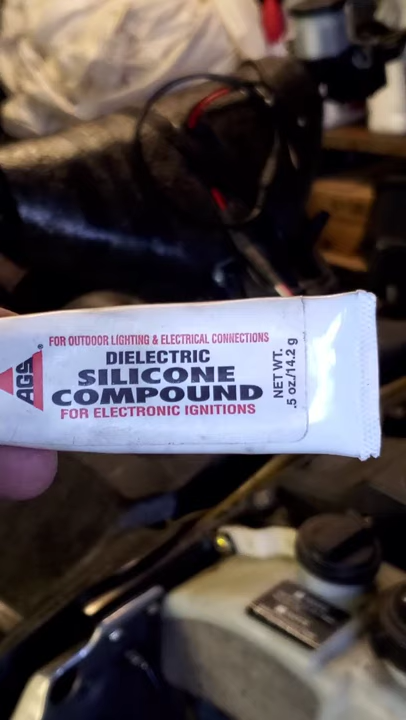 AGS®
FOR OUTDOOR LIGHTING & ELECTRICAL CONNECTIONS
DIELECTRIC
SILICONE
COMPOUND
FOR ELECTRONIC IGNITIONS
NET WT.
.5 oz./14.2 g